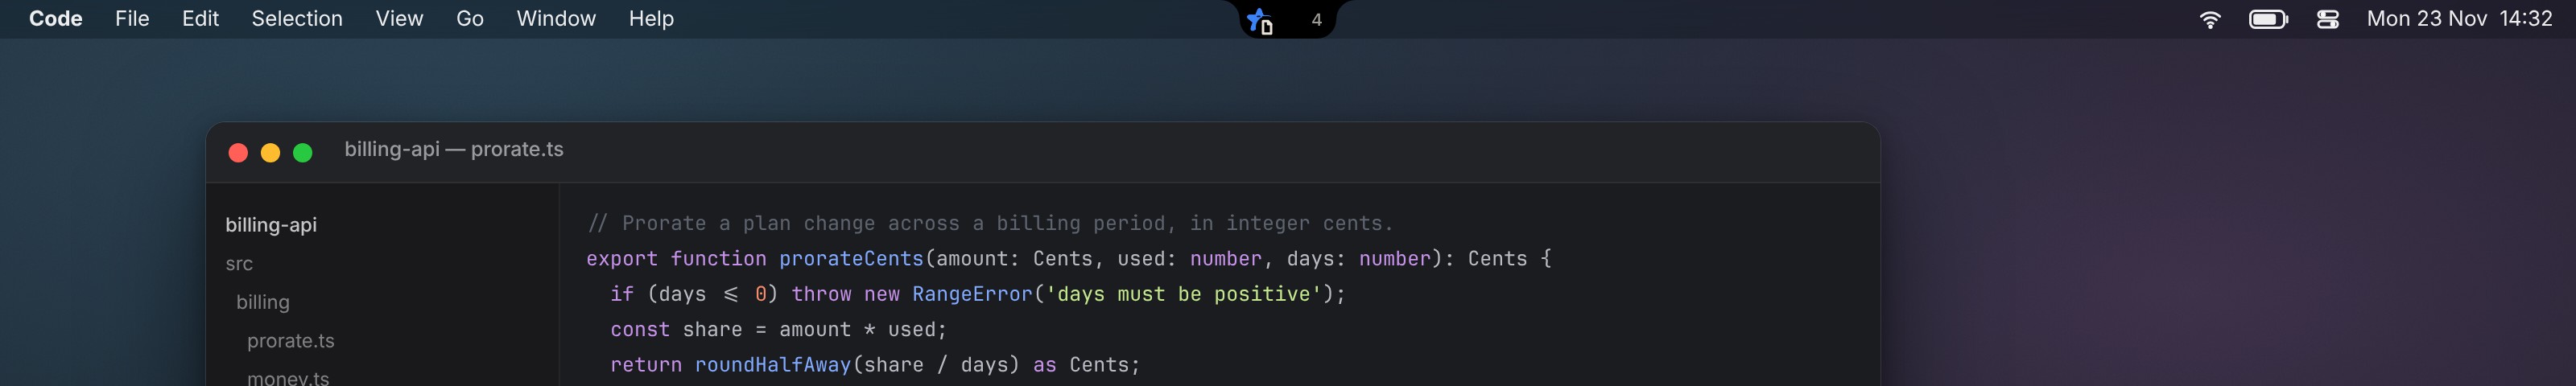 Code File Edit Selection View Go Window Help 4 Mon 23 Nov 14:32
billing-api — prorate.ts
billing-api
src
billing
prorate.ts
money.ts
// Prorate a plan change across a billing period, in integer cents.
export function prorateCents(amount: Cents, used: number, days: number): Cents {
if (days <= 0) throw new RangeError('days must be positive');
const share = amount * used;
return roundHalfAway(share / days) as Cents;